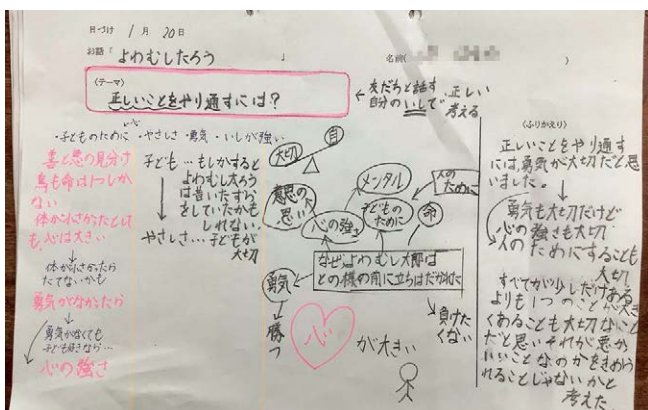 日づけ 1月 20日
お話「よわむしたろう」
名前( )
〈テーマ〉
正しいことをやり通すには?
←友だちと話す 正しい
自分のいしで 考える
・子どものために ・やさしさ ・勇気 ・いしが強い
善と悪の見分け
鳥も命は1つしか
ない
体が小さかったとして
も、心は大きい
↓
体が小さかったら
たてないかも
勇気がなかったら
↓
勇気がなくても
子ども好きなら…
心の強さ
子ども…もしかすると
よわむし太ろう
は昔いたずら
をしていたかも
しれない。
やさしさ…子どもが
大切
大切
自
メンタル
人の
ために
意思の
思い
心の強さ
子どもの
ために
命
なぜ、よわむし太郎は
との様の前に立ちはだかれた
勇気
↓
勝つ
心
が大きい
負けた
くない
〈ふりかえり〉
正しいことをやり通す
には、勇気が大切だと思
いました。
↓
勇気も大切だけど
心の強さも大切
人のためにすることも
大切
すべてが少しだけある
よりも1つのことが大き
くあることも大切なこと
だと思いそれが悪か
いいことなのかをきめら
れることじゃないかと
考えた